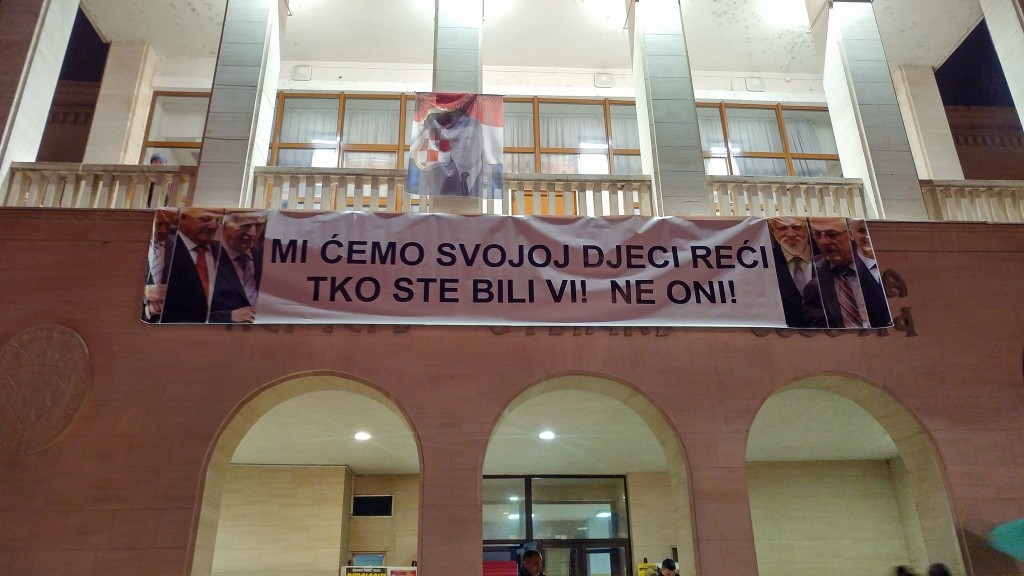 MI ĆEMO SVOJOJ DJECI REĆI
TKO STE BILI VI! NE ONI!